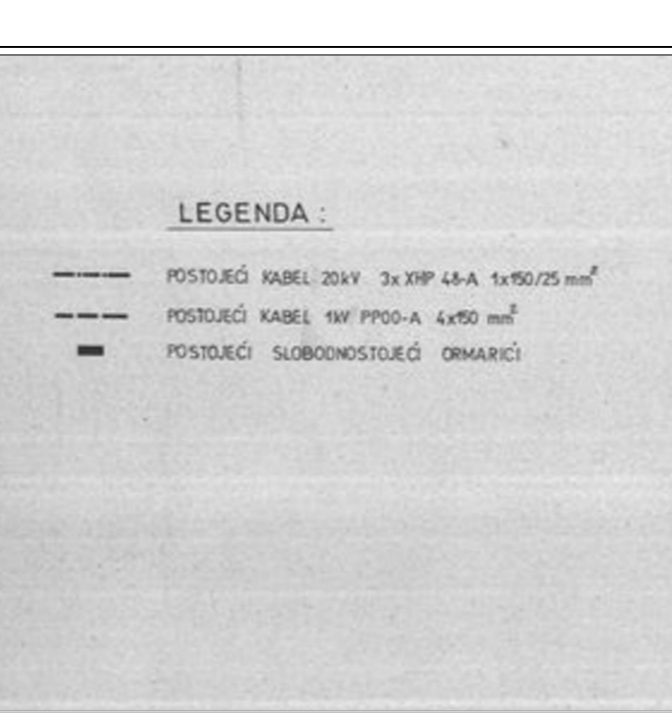 LEGENDA :
POSTOJEĆI KABEL 20kV 3x XHP 48-A 1x150/25 mm²
POSTOJEĆI KABEL 1kV PP00-A 4x150 mm²
POSTOJEĆI SLOBODNOSTOJEĆI ORMARIĆI